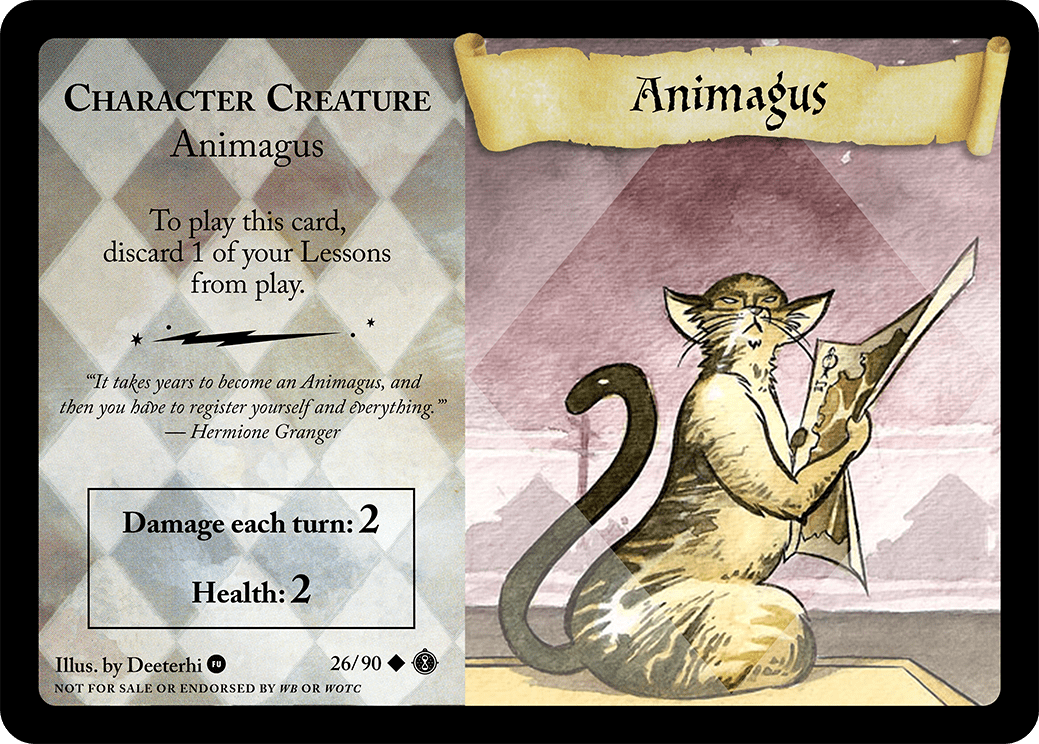 CHARACTER CREATURE
Animagus
Animagus
To play this card,
discard 1 of your Lessons
from play.
“‘It takes years to become an Animagus, and
then you have to register yourself and everything.’”
— Hermione Granger
Damage each turn: 2
Health: 2
Illus. by Deeterhi FU
26/90
NOT FOR SALE OR ENDORSED BY WB OR WOTC